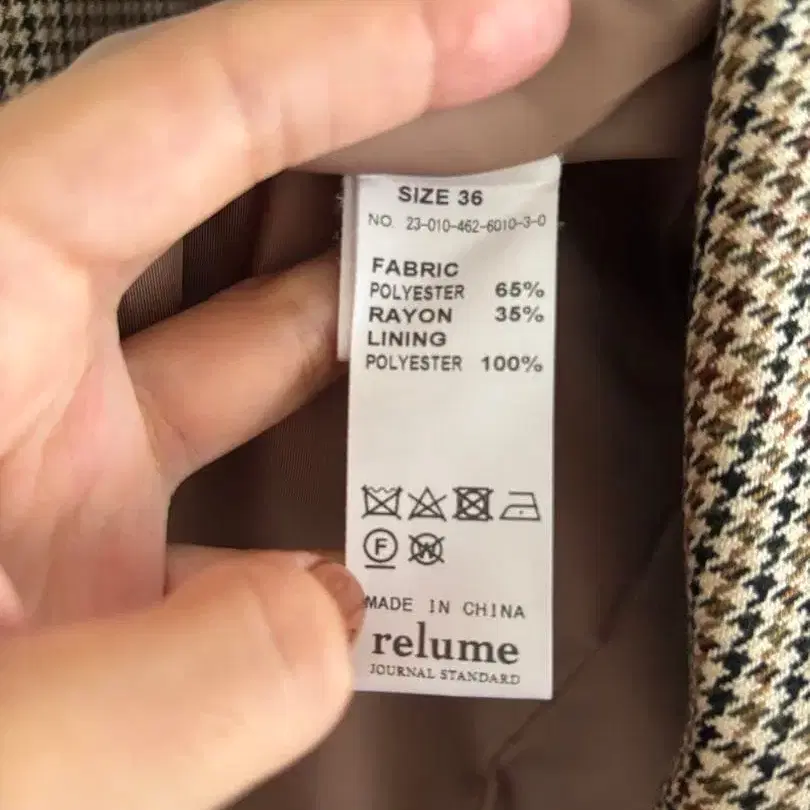 SIZE 36
NO. 23-010-462-6010-3-0
FABRIC
POLYESTER 65%
RAYON 35%
LINING
POLYESTER 100%
F W
MADE IN CHINA
relume
JOURNAL STANDARD